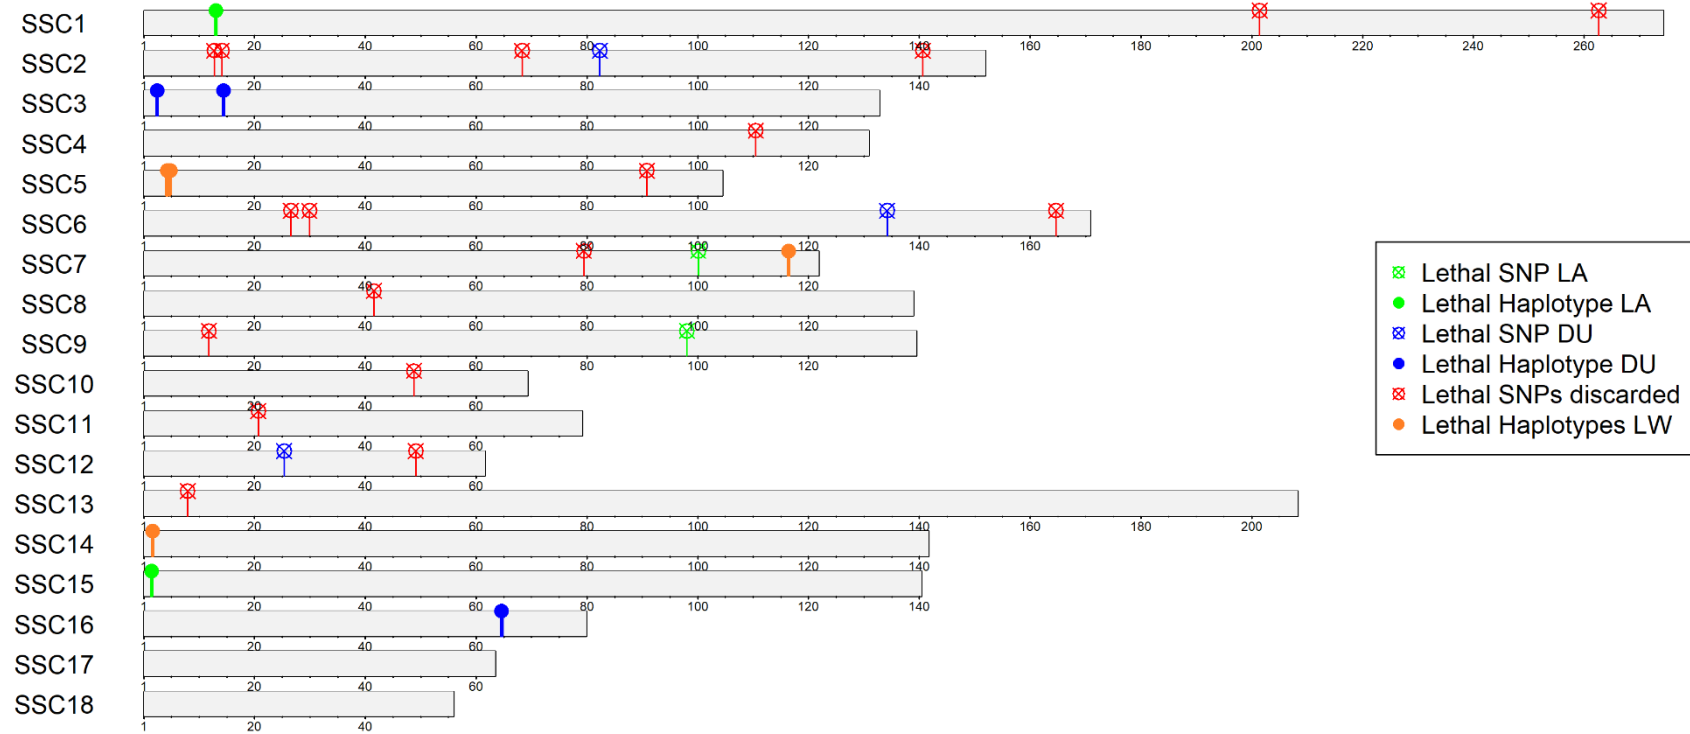 SSC1
1 20 40 60 80 100 120 140 160 180 200 220 240 260
SSC2
1 20 40 60 80 100 120 140
SSC3
1 20 40 60 80 100 120
SSC4
1 20 40 60 80 100 120
SSC5
1 20 40 60 80 100
SSC6
1 20 40 60 80 100 120 140 160
SSC7
1 20 40 60 80 100 120
SSC8
1 20 40 60 80 100 120
SSC9
1 20 40 60 80 100 120
SSC10
1 20 40 60
SSC11
1 20 40 60
SSC12
1 20 40 60
SSC13
1 20 40 60 80 100 120 140 160 180 200
SSC14
1 20 40 60 80 100 120 140
SSC15
1 20 40 60 80 100 120 140
SSC16
1 20 40 60 80
SSC17
1 20 40 60
SSC18
1 20 40
Lethal SNP LA
Lethal Haplotype LA
Lethal SNP DU
Lethal Haplotype DU
Lethal SNPs discarded
Lethal Haplotypes LW